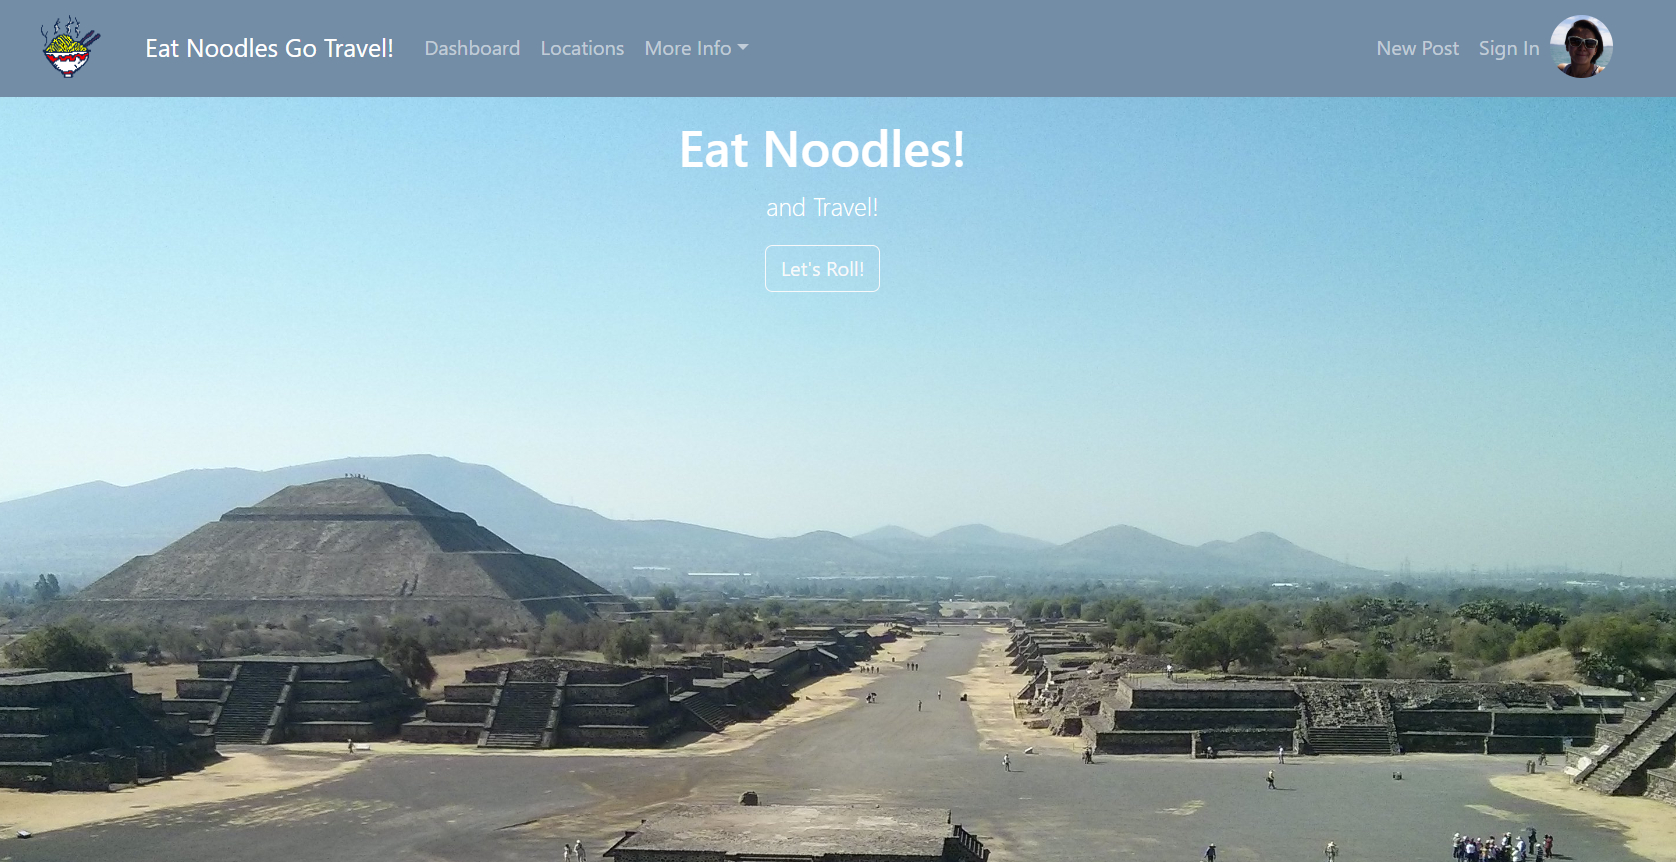 Eat Noodles Go Travel! Dashboard Locations More Info New Post Sign In
Eat Noodles!
and Travel!
Let's Roll!